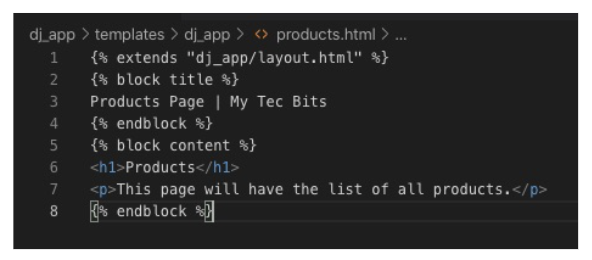 dj_app > templates > dj_app > <> products.html > ...
1 {% extends "dj_app/layout.html" %}
2 {% block title %}
3 Products Page | My Tec Bits
4 {% endblock %}
5 {% block content %}
6 <h1>Products</h1>
7 <p>This page will have the list of all products.</p>
8 {% endblock %}